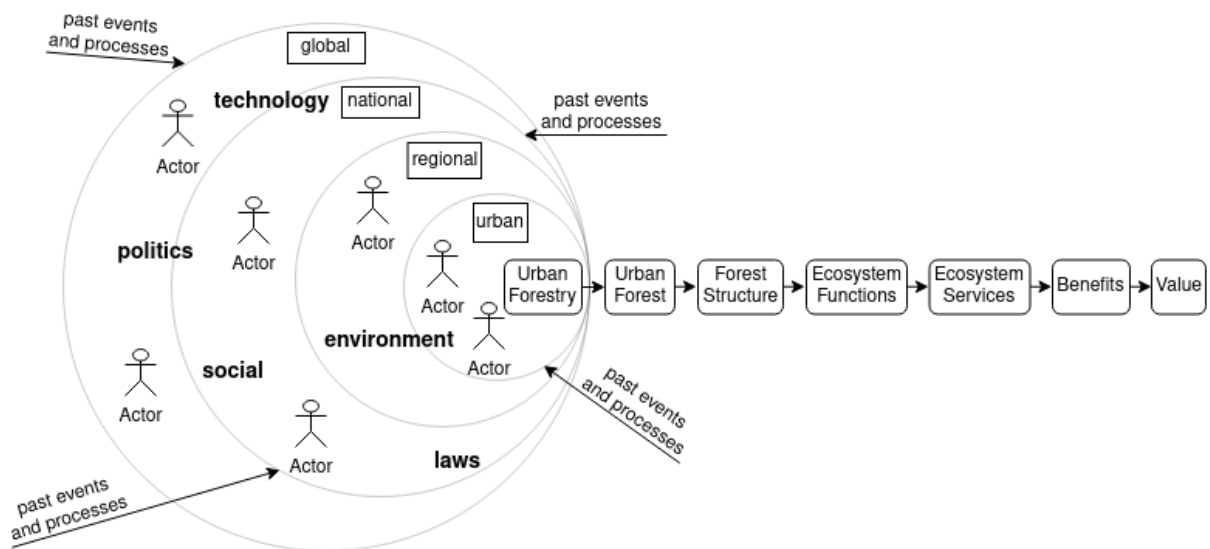 past events
and processes
global
technology
national
past events
and processes
Actor
regional
urban
politics
Actor
Actor
Actor
Urban
Forestry
Urban
Forest
Forest
Structure
Ecosystem
Functions
Ecosystem
Services
Benefits
Value
environment
social
Actor
Actor
past events
and processes
Actor
laws
past events
and processes